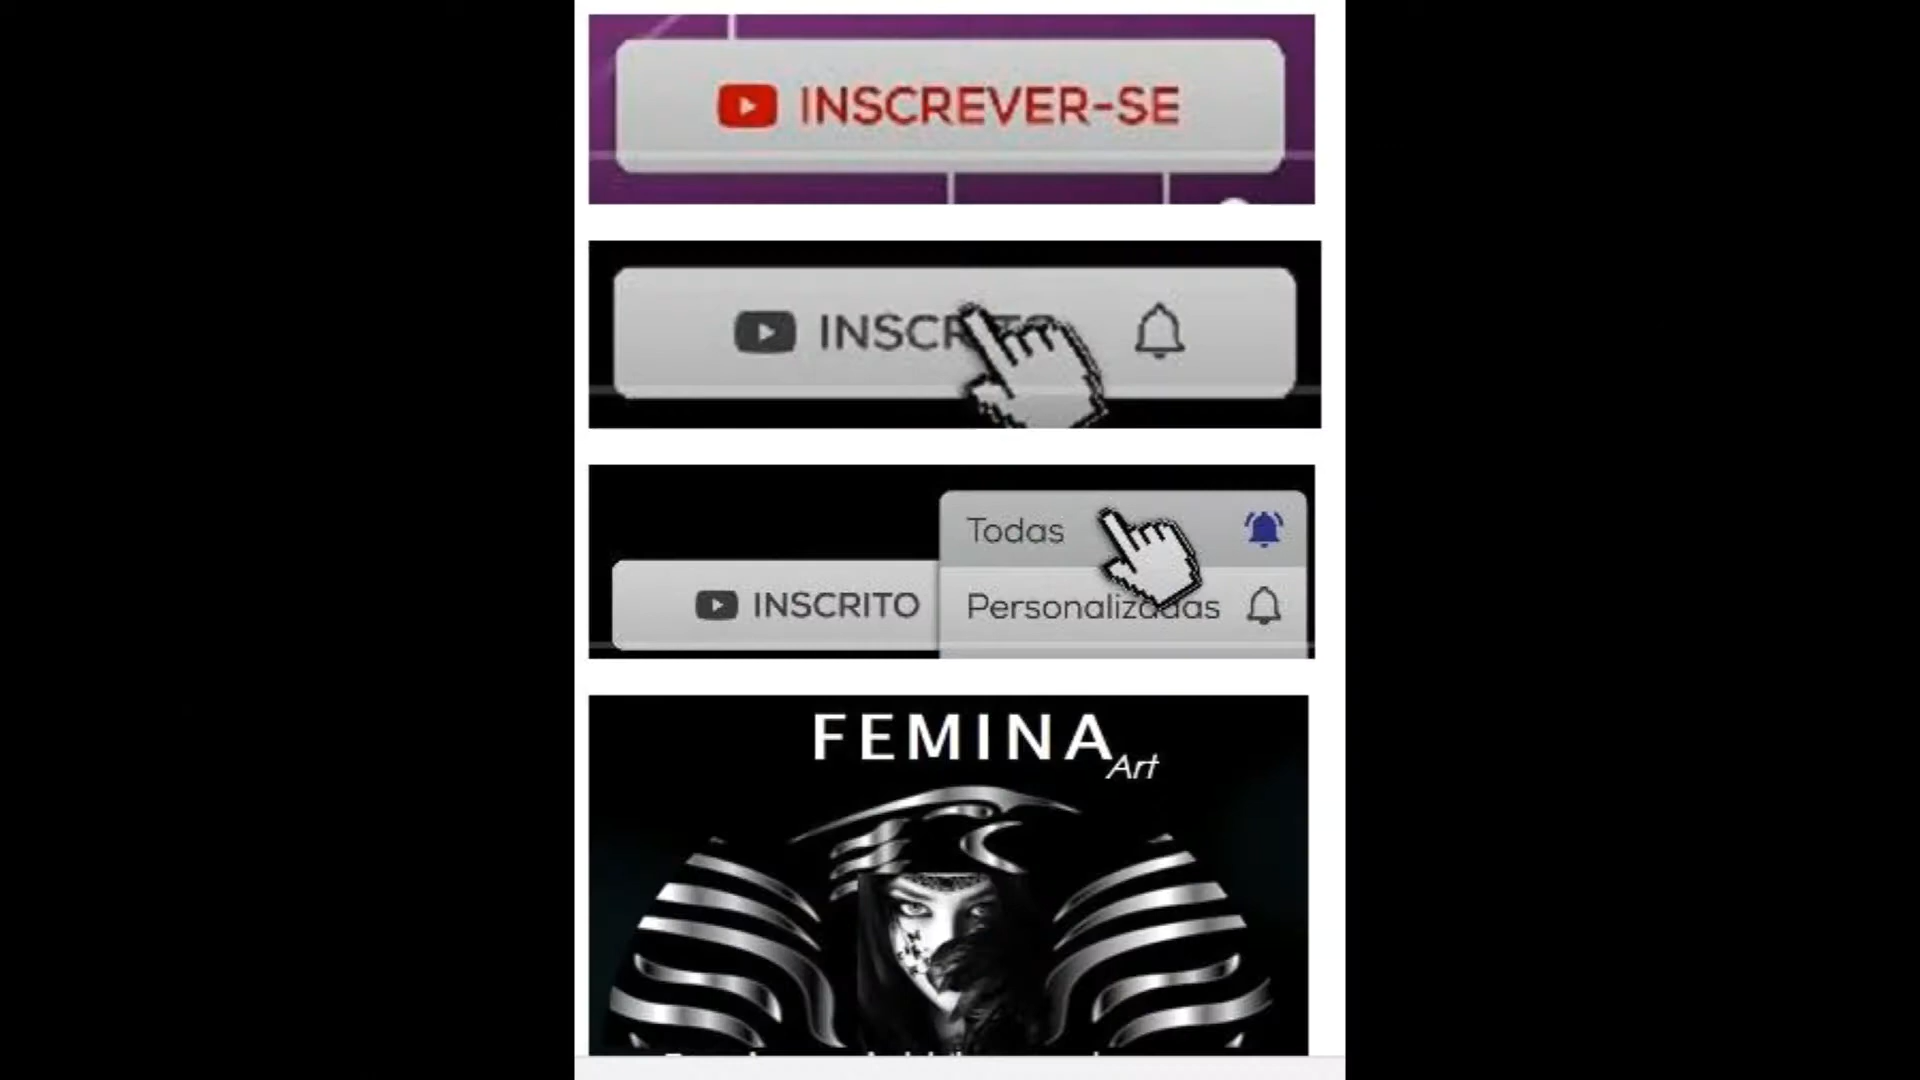 INSCREVER-SE
INSCRITO
Todas
INSCRITO
Personalizadas
FEMINA
Art